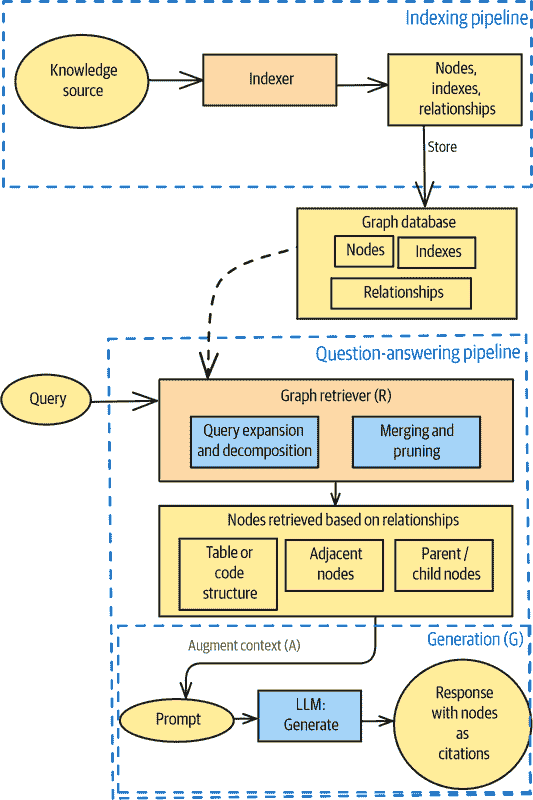 Indexing pipeline
Knowledge
source
Indexer
Nodes,
indexes,
relationships
Store
Graph database
Nodes
Indexes
Relationships
Question-answering pipeline
Query
Graph retriever (R)
Query expansion
and decomposition
Merging and
pruning
Nodes retrieved based on relationships
Table or
code
structure
Adjacent
nodes
Parent /
child nodes
Generation (G)
Augment context (A)
Prompt
LLM:
Generate
Response
with nodes
as
citations